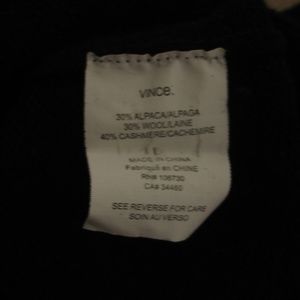 VINCE.
30% ALPACA/ALPAGA
30% WOOL/LAINE
40% CASHMERE/CACHEMIRE
MADE IN CHINA
Fabriqué en CHINE
RN# 106730
CA# 34460
SEE REVERSE FOR CARE
SOIN AU VERSO